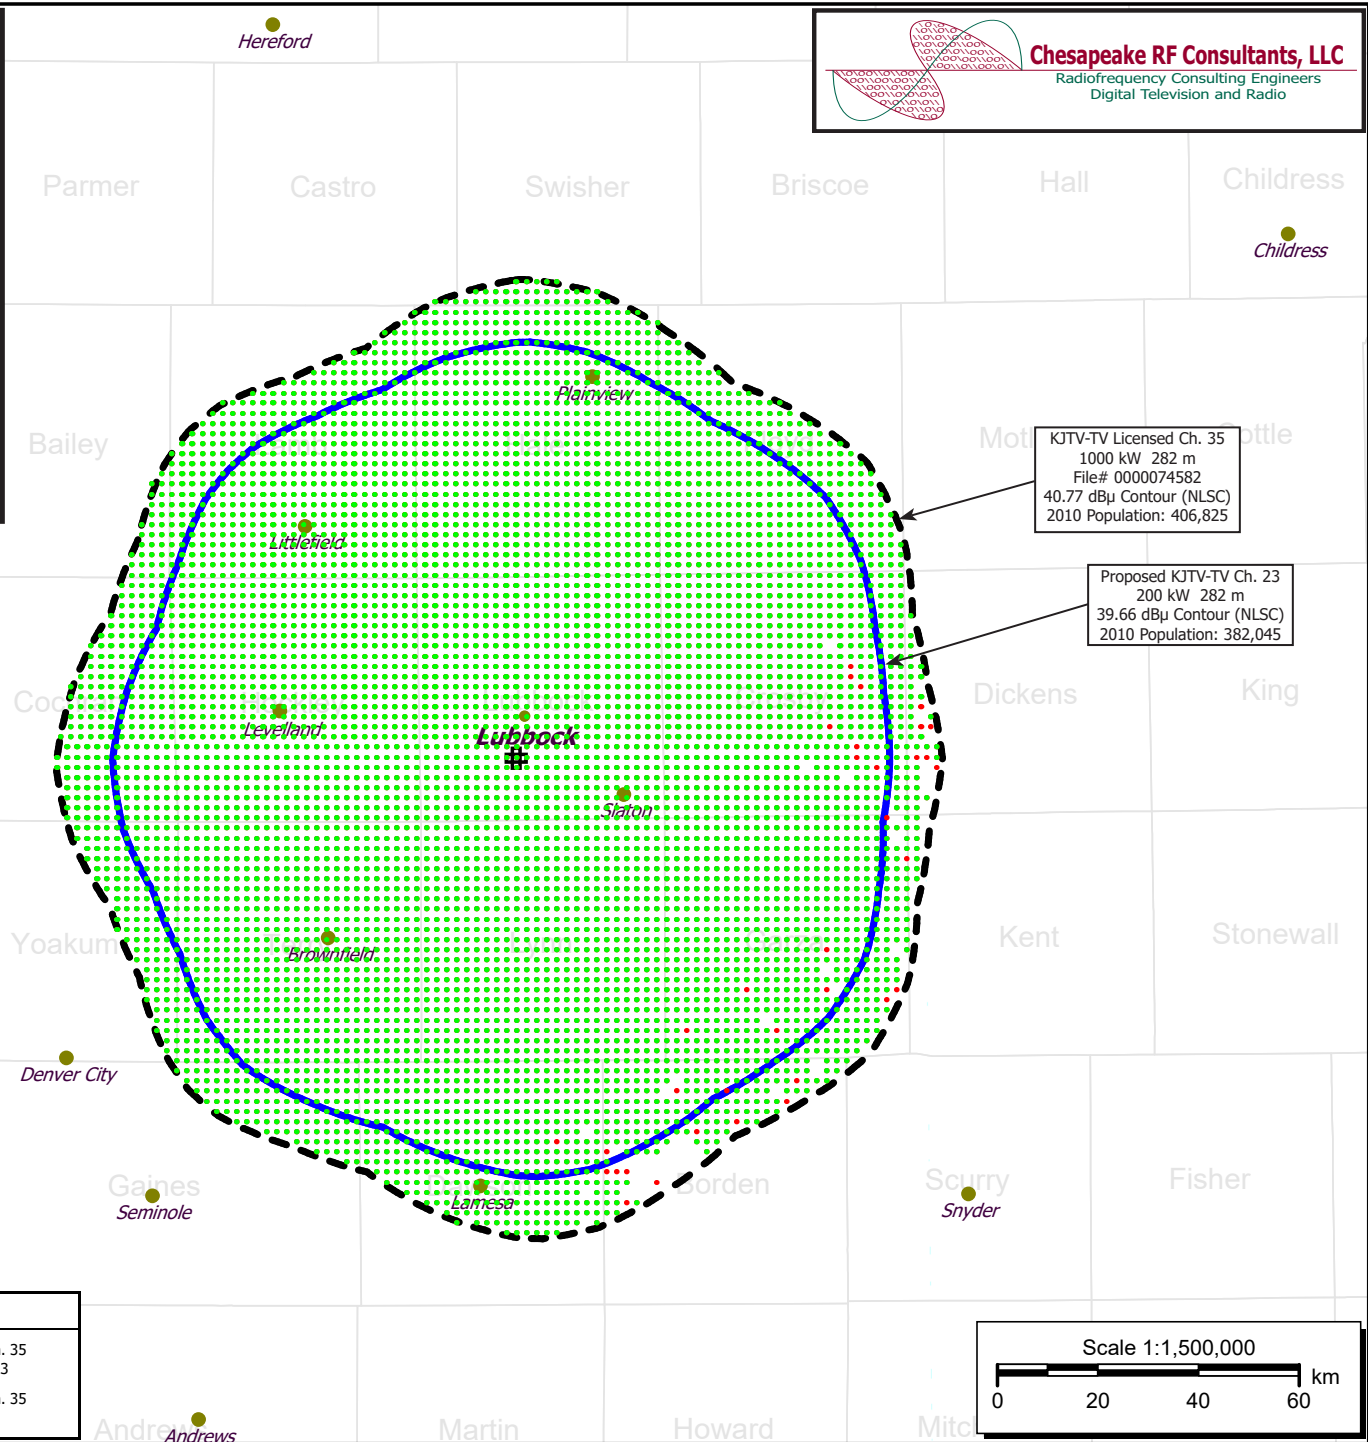 Hereford
Chesapeake RF Consultants, LLC
Radiofrequency Consulting Engineers
Digital Television and Radio
Parmer
Castro
Swisher
Briscoe
Hall
Childress
Childress
Plainview
Bailey
KJTV-TV Licensed Ch. 35
1000 kW 282 m
File# 0000074582
40.77 dBµ Contour (NLSC)
2010 Population: 406,825
Littlefield
Proposed KJTV-TV Ch. 23
200 kW 282 m
39.66 dBµ Contour (NLSC)
2010 Population: 382,045
Dickens
King
Levelland
Lubbock
Slaton
Yoakum
Brownfield
Kent
Stonewall
Denver City
Gaines
Seminole
Lamesa
Borden
Scurry
Snyder
Fisher
. 35
3
. 35
Scale 1:1,500,000
km
0 20 40 60
Andrews
Martin
Howard
Andrews